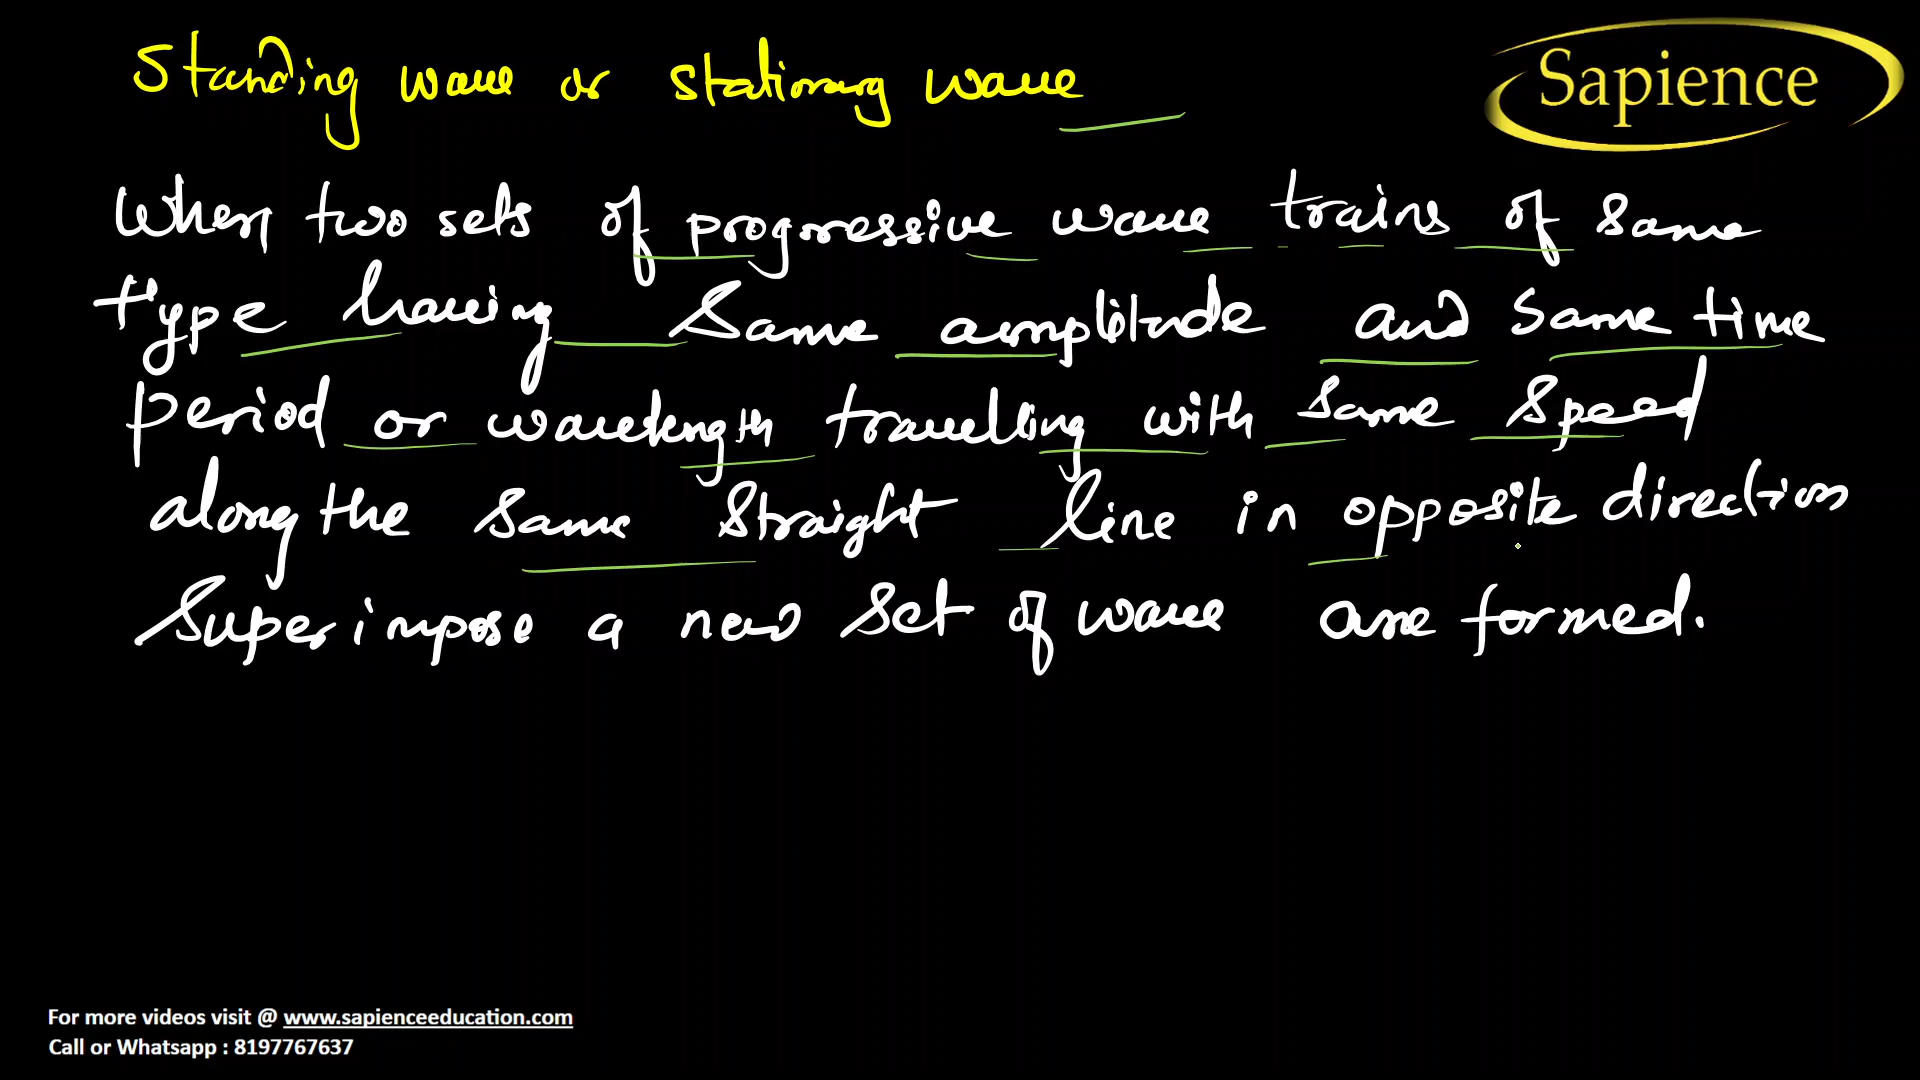 Standing wave or stationary wave
Sapience
When two sets of progressive wave trains of same
type having same amplitude and same time
period or wavelength travelling with same speed
along the same straight line in opposite direction
superimpose a new set of wave are formed.
For more videos visit @ www.sapienceeducation.com
Call or Whatsapp : 8197767637